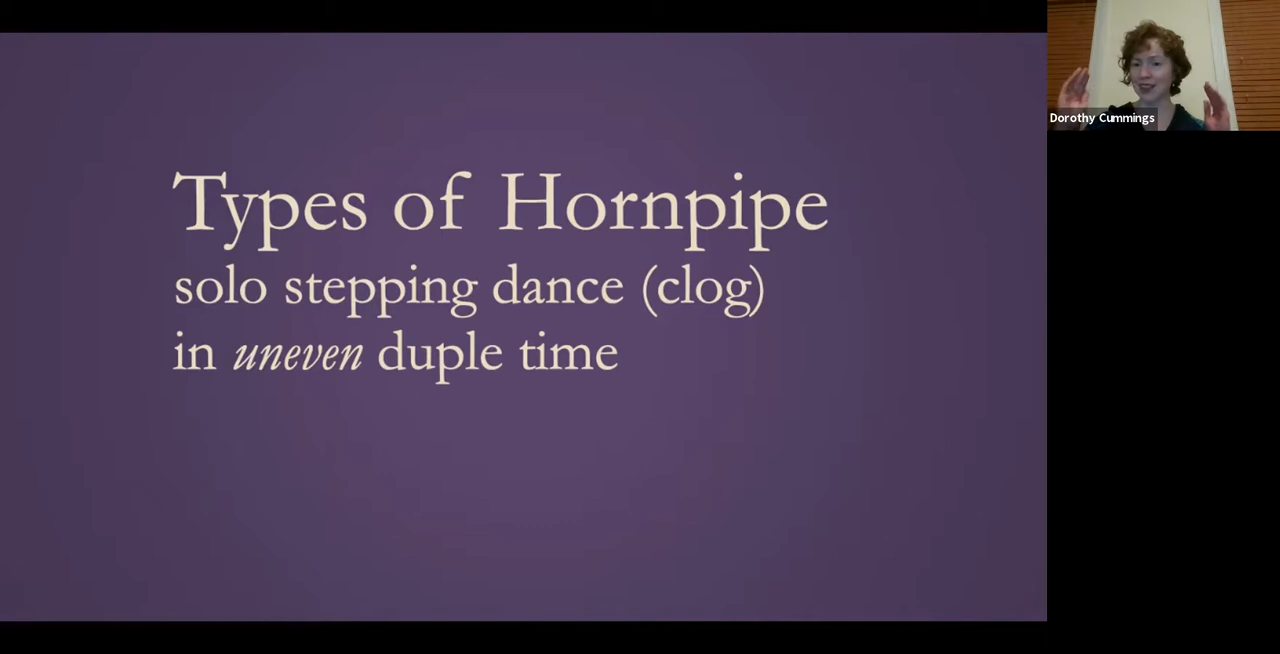 Types of Hornpipe
solo stepping dance (clog)
in uneven duple time
Dorothy Cummings